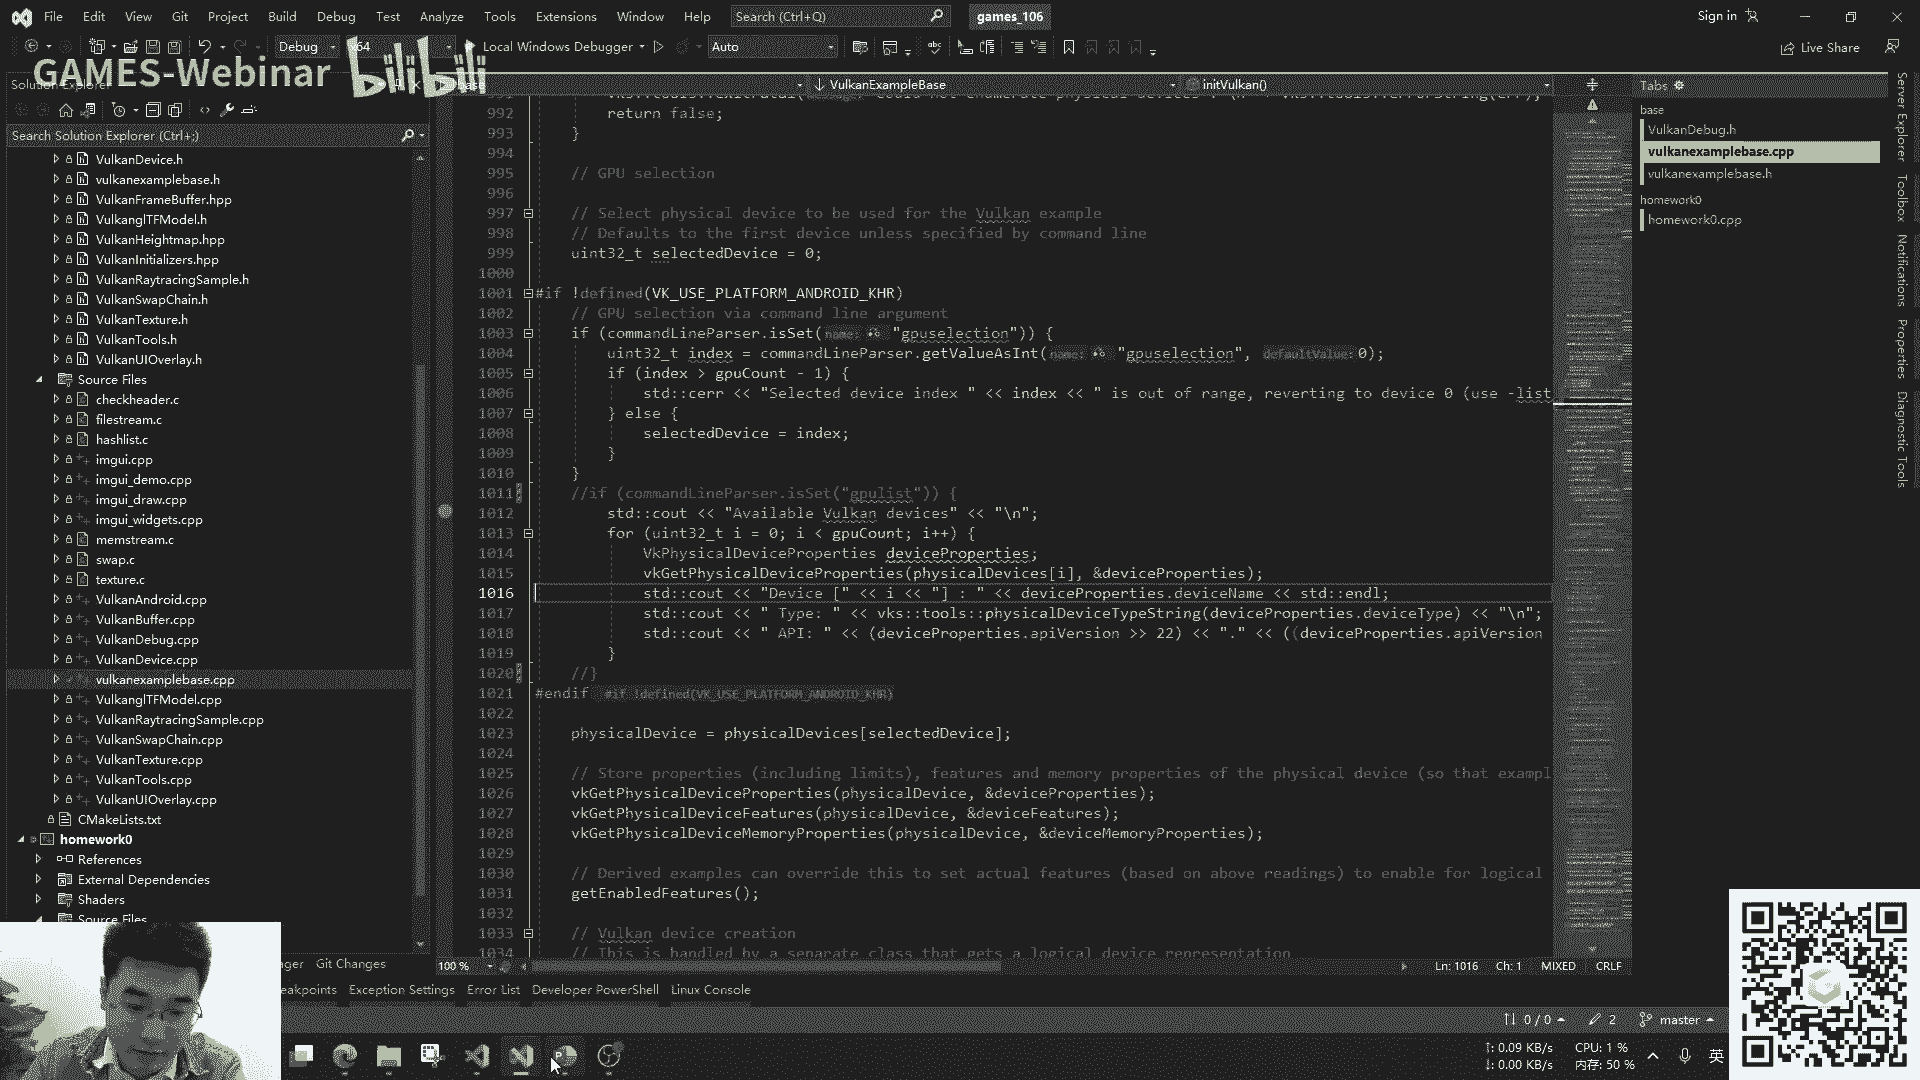 File Edit View Git Project Build Debug Test Analyze Tools Extensions Window Help Search (Ctrl+Q) games_106 Sign in
Debug x64 Local Windows Debugger Auto Live Share
GAMES-Webinar bilibili
Solution Explorer
base VulkanExampleBase initVulkan()
Search Solution Explorer (Ctrl+;)
VulkanDevice.h
vulkanexamplebase.h
VulkanFrameBuffer.hpp
VulkanglTFModel.h
VulkanHeightmap.hpp
VulkanInitializers.hpp
VulkanRaytracingSample.h
VulkanSwapChain.h
VulkanTexture.h
VulkanTools.h
VulkanUIOverlay.h
Source Files
checkheader.c
filestream.c
hashlist.c
imgui.cpp
imgui_demo.cpp
imgui_draw.cpp
imgui_widgets.cpp
memstream.c
swap.c
texture.c
VulkanAndroid.cpp
VulkanBuffer.cpp
VulkanDebug.cpp
VulkanDevice.cpp
vulkanexamplebase.cpp
VulkanglTFModel.cpp
VulkanRaytracingSample.cpp
VulkanSwapChain.cpp
VulkanTexture.cpp
VulkanTools.cpp
VulkanUIOverlay.cpp
CMakeLists.txt
homework0
References
External Dependencies
Shaders
Source Files
992 return false;
993 }
994
995 // GPU selection
996
997 // Select physical device to be used for the Vulkan example
998 // Defaults to the first device unless specified by command line
999 uint32_t selectedDevice = 0;
1000
1001 #if !defined(VK_USE_PLATFORM_ANDROID_KHR)
1002 // GPU selection via command line argument
1003 if (commandLineParser.isSet(name: "gpuselection")) {
1004 uint32_t index = commandLineParser.getValueAsInt(name: "gpuselection", defaultValue: 0);
1005 if (index > gpuCount - 1) {
1006 std::cerr << "Selected device index " << index << " is out of range, reverting to device 0 (use -list
1007 } else {
1008 selectedDevice = index;
1009 }
1010 }
1011 //if (commandLineParser.isSet("gpulist")) {
1012 std::cout << "Available Vulkan devices" << "\n";
1013 for (uint32_t i = 0; i < gpuCount; i++) {
1014 VkPhysicalDeviceProperties deviceProperties;
1015 vkGetPhysicalDeviceProperties(physicalDevices[i], &deviceProperties);
1016 std::cout << "Device [" << i << "] : " << deviceProperties.deviceName << std::endl;
1017 std::cout << " Type: " << vks::tools::physicalDeviceTypeString(deviceProperties.deviceType) << "\n";
1018 std::cout << " API: " << (deviceProperties.apiVersion >> 22) << "." << ((deviceProperties.apiVersion
1019 }
1020 //}
1021 #endif #if !defined(VK_USE_PLATFORM_ANDROID_KHR)
1022
1023 physicalDevice = physicalDevices[selectedDevice];
1024
1025 // Store properties (including limits), features and memory properties of the physical device (so that exampl
1026 vkGetPhysicalDeviceProperties(physicalDevice, &deviceProperties);
1027 vkGetPhysicalDeviceFeatures(physicalDevice, &deviceFeatures);
1028 vkGetPhysicalDeviceMemoryProperties(physicalDevice, &deviceMemoryProperties);
1029
1030 // Derived examples can override this to set actual features (based on above readings) to enable for logical
1031 getEnabledFeatures();
1032
1033 // Vulkan device creation
1034 // This is handled by a separate class that gets a logical device representation
Tabs
base
VulkanDebug.h
vulkanexamplebase.cpp
vulkanexamplebase.h
homework0
homework0.cpp
Server Explorer
Toolbox
Notifications
Properties
Diagnostic Tools
ager Git Changes
100 % Ln: 1016 Ch: 1 MIXED CRLF
eakpoints Exception Settings Error List Developer PowerShell Linux Console
0 / 0 2 master
: 0.09 KB/s CPU: 1 %
: 0.00 KB/s 内存: 50 %
英